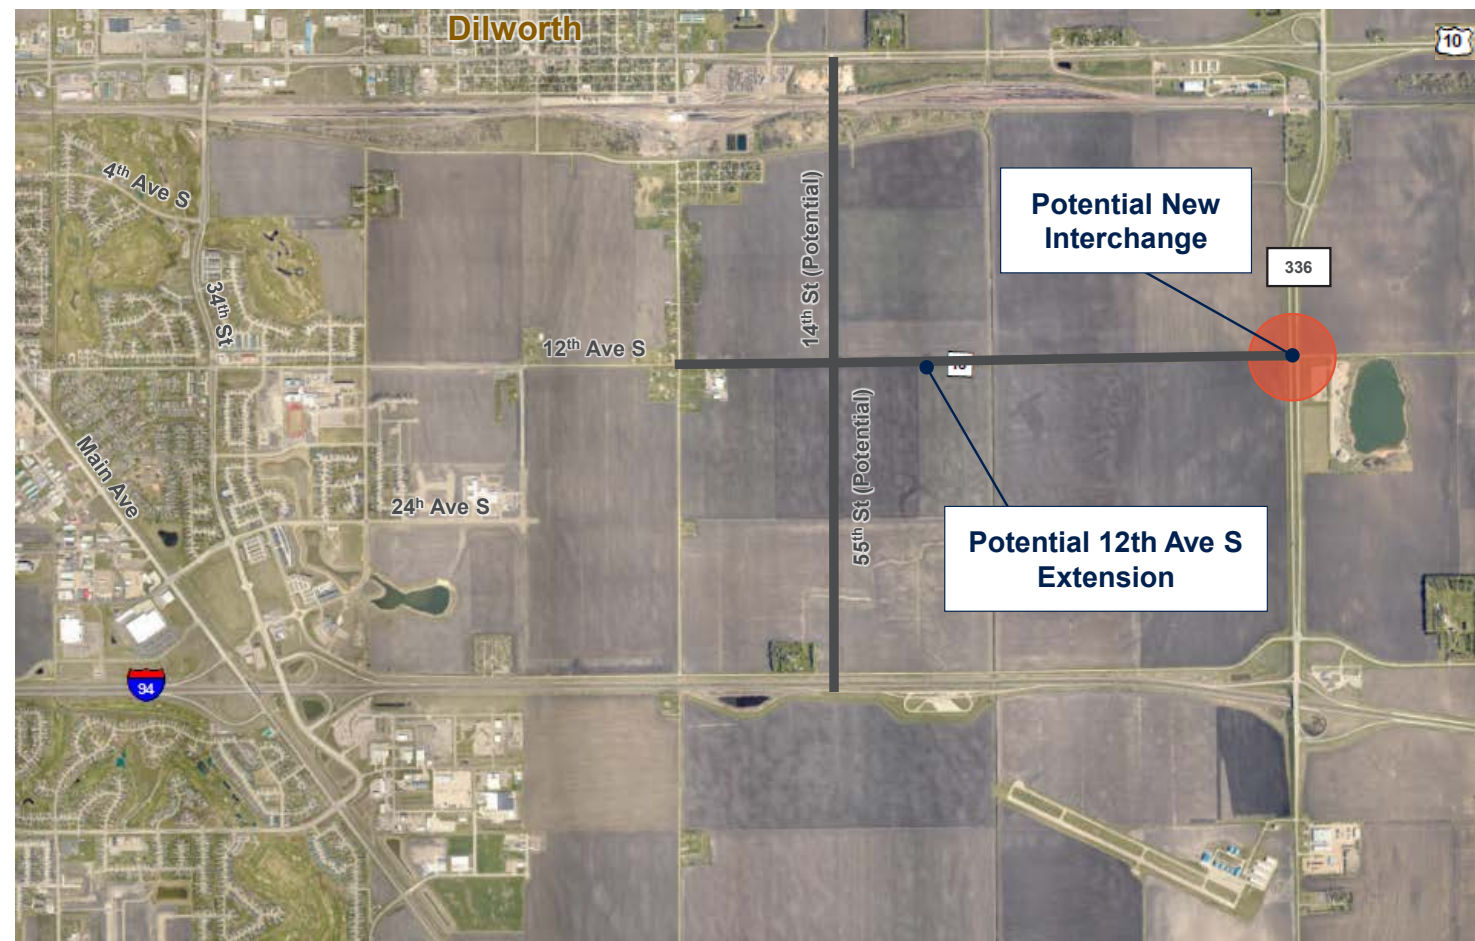 Dilworth
10
4th Ave S
14th St (Potential)
Potential New
Interchange
336
34th St
12th Ave S
Main Ave
55th St (Potential)
24h Ave S
Potential 12th Ave S
Extension
94